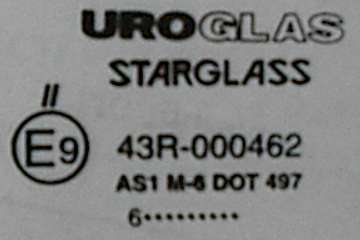 UROGLAS
STARGLASS
II
E9 43R-000462
AS1 M-6 DOT 497
6•••••••••